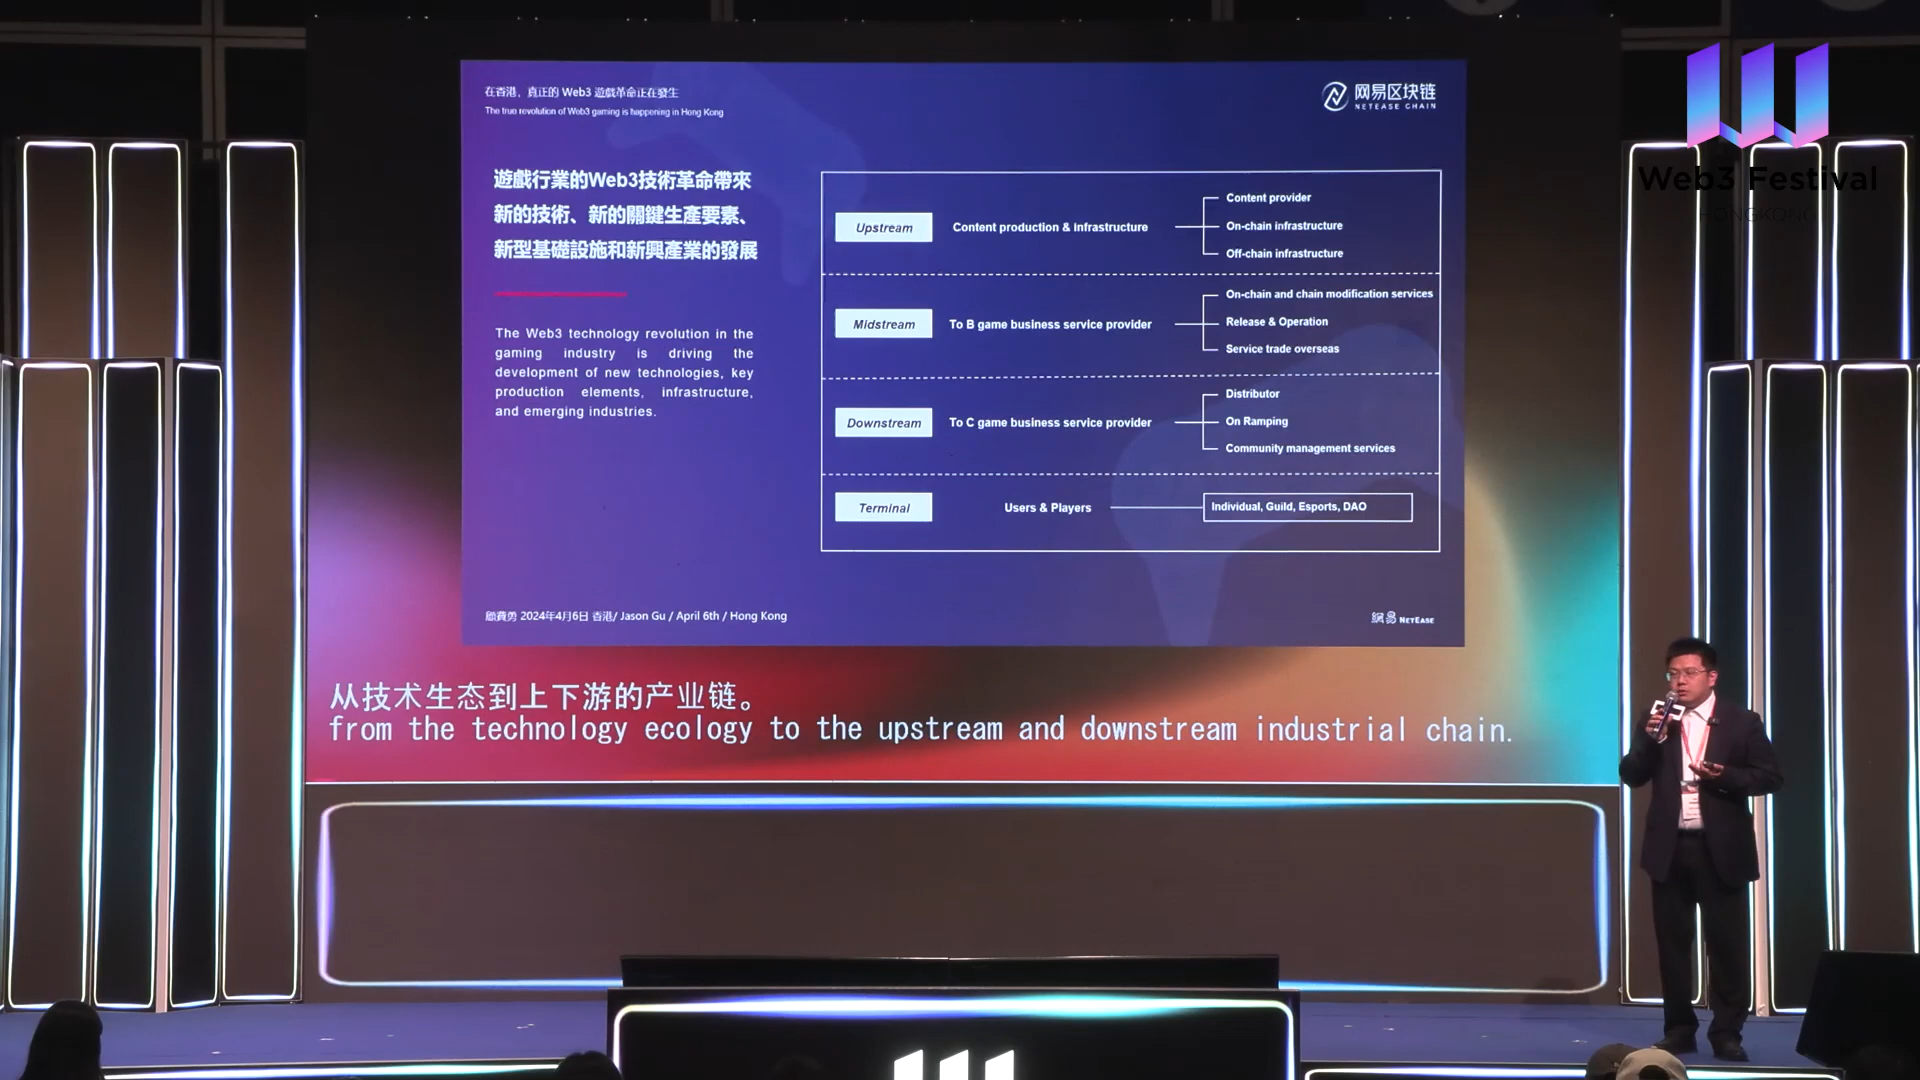 在香港，真正的 Web3 遊戲革命正在發生
The true revolution of Web3 gaming is happening in Hong Kong
网易区块链
NETEASE CHAIN
遊戲行業的Web3技術革命帶來
新的技術、新的關鍵生產要素、
新型基礎設施和新興產業的發展
The Web3 technology revolution in the
gaming industry is driving the
development of new technologies, key
production elements, infrastructure,
and emerging industries.
Upstream
Content production & infrastructure
Content provider
On-chain infrastructure
Off-chain infrastructure
Midstream
To B game business service provider
On-chain and chain modification services
Release & Operation
Service trade overseas
Downstream
To C game business service provider
Distributor
On Ramping
Community management services
Terminal
Users & Players
Individual, Guild, Esports, DAO
顧費勇 2024年4月6日 香港/ Jason Gu / April 6th / Hong Kong
網易 NETEASE
从技术生态到上下游的产业链。
from the technology ecology to the upstream and downstream industrial chain.
Web3 Festival
HONGKONG